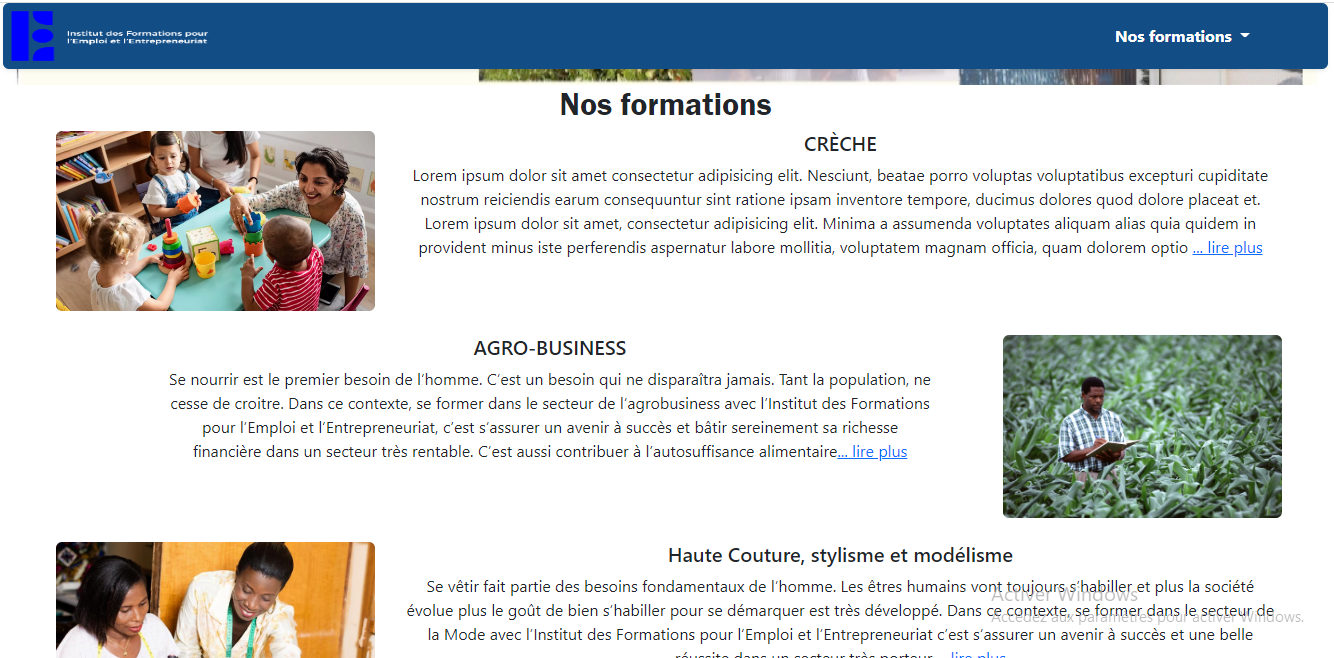 Institut des Formations pour
l'Emploi et l'Entrepreneuriat
Nos formations
Nos formations
CRÈCHE
Lorem ipsum dolor sit amet consectetur adipisicing elit. Nesciunt, beatae porro voluptas voluptatibus excepturi cupiditate
nostrum reiciendis earum consequuntur sint ratione ipsam inventore tempore, ducimus dolores quod dolore placeat et.
Lorem ipsum dolor sit amet, consectetur adipisicing elit. Minima a assumenda voluptates aliquam alias quia quidem in
provident minus iste perferendis aspernatur labore mollitia, voluptatem magnam officia, quam dolorem optio ... lire plus
AGRO-BUSINESS
Se nourrir est le premier besoin de l'homme. C'est un besoin qui ne disparaîtra jamais. Tant la population, ne
cesse de croitre. Dans ce contexte, se former dans le secteur de l'agrobusiness avec l'Institut des Formations
pour l'Emploi et l'Entrepreneuriat, c'est s'assurer un avenir à succès et bâtir sereinement sa richesse
financière dans un secteur très rentable. C'est aussi contribuer à l'autosuffisance alimentaire... lire plus
Haute Couture, stylisme et modélisme
Se vêtir fait partie des besoins fondamentaux de l'homme. Les êtres humains vont toujours s'habiller et plus la société
évolue plus le goût de bien s'habiller pour se démarquer est très développé. Dans ce contexte, se former dans le secteur de
la Mode avec l'Institut des Formations pour l'Emploi et l'Entrepreneuriat c'est s'assurer un avenir à succès et une belle
réussite dans un secteur très porteur ... lire plus
Activer Windows
Accédez aux paramètres pour activer Windows.